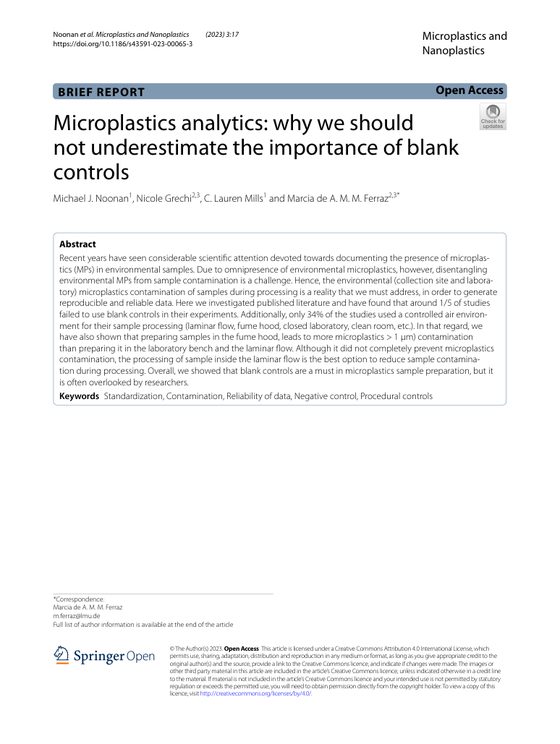 Noonan et al. Microplastics and Nanoplastics (2023) 3:17
https://doi.org/10.1186/s43591-023-00065-3
Microplastics and
Nanoplastics
BRIEF REPORT
Open Access
Check for
updates
Microplastics analytics: why we should
not underestimate the importance of blank
controls
Michael J. Noonan1, Nicole Grechi2,3, C. Lauren Mills1 and Marcia de A. M. M. Ferraz2,3*
Abstract
Recent years have seen considerable scientific attention devoted towards documenting the presence of microplas-
tics (MPs) in environmental samples. Due to omnipresence of environmental microplastics, however, disentangling
environmental MPs from sample contamination is a challenge. Hence, the environmental (collection site and labora-
tory) microplastics contamination of samples during processing is a reality that we must address, in order to generate
reproducible and reliable data. Here we investigated published literature and have found that around 1/5 of studies
failed to use blank controls in their experiments. Additionally, only 34% of the studies used a controlled air environ-
ment for their sample processing (laminar flow, fume hood, closed laboratory, clean room, etc.). In that regard, we
have also shown that preparing samples in the fume hood, leads to more microplastics > 1 μm) contamination
than preparing it in the laboratory bench and the laminar flow. Although it did not completely prevent microplastics
contamination, the processing of sample inside the laminar flow is the best option to reduce sample contamina-
tion during processing. Overall, we showed that blank controls are a must in microplastics sample preparation, but it
is often overlooked by researchers.
Keywords Standardization, Contamination, Reliability of data, Negative control, Procedural controls
*Correspondence:
Marcia de A. M. M. Ferraz
m.ferraz@lmu.de
Full list of author information is available at the end of the article
Springer Open
© The Author(s) 2023. Open Access This article is licensed under a Creative Commons Attribution 4.0 International License, which
permits use, sharing, adaptation, distribution and reproduction in any medium or format, as long as you give appropriate credit to the
original author(s) and the source, provide a link to the Creative Commons licence, and indicate if changes were made. The images or
other third party material in this article are included in the article's Creative Commons licence, unless indicated otherwise in a credit line
to the material. If material is not included in the article's Creative Commons licence and your intended use is not permitted by statutory
regulation or exceeds the permitted use, you will need to obtain permission directly from the copyright holder. To view a copy of this
licence, visit http://creativecommons.org/licenses/by/4.0/.